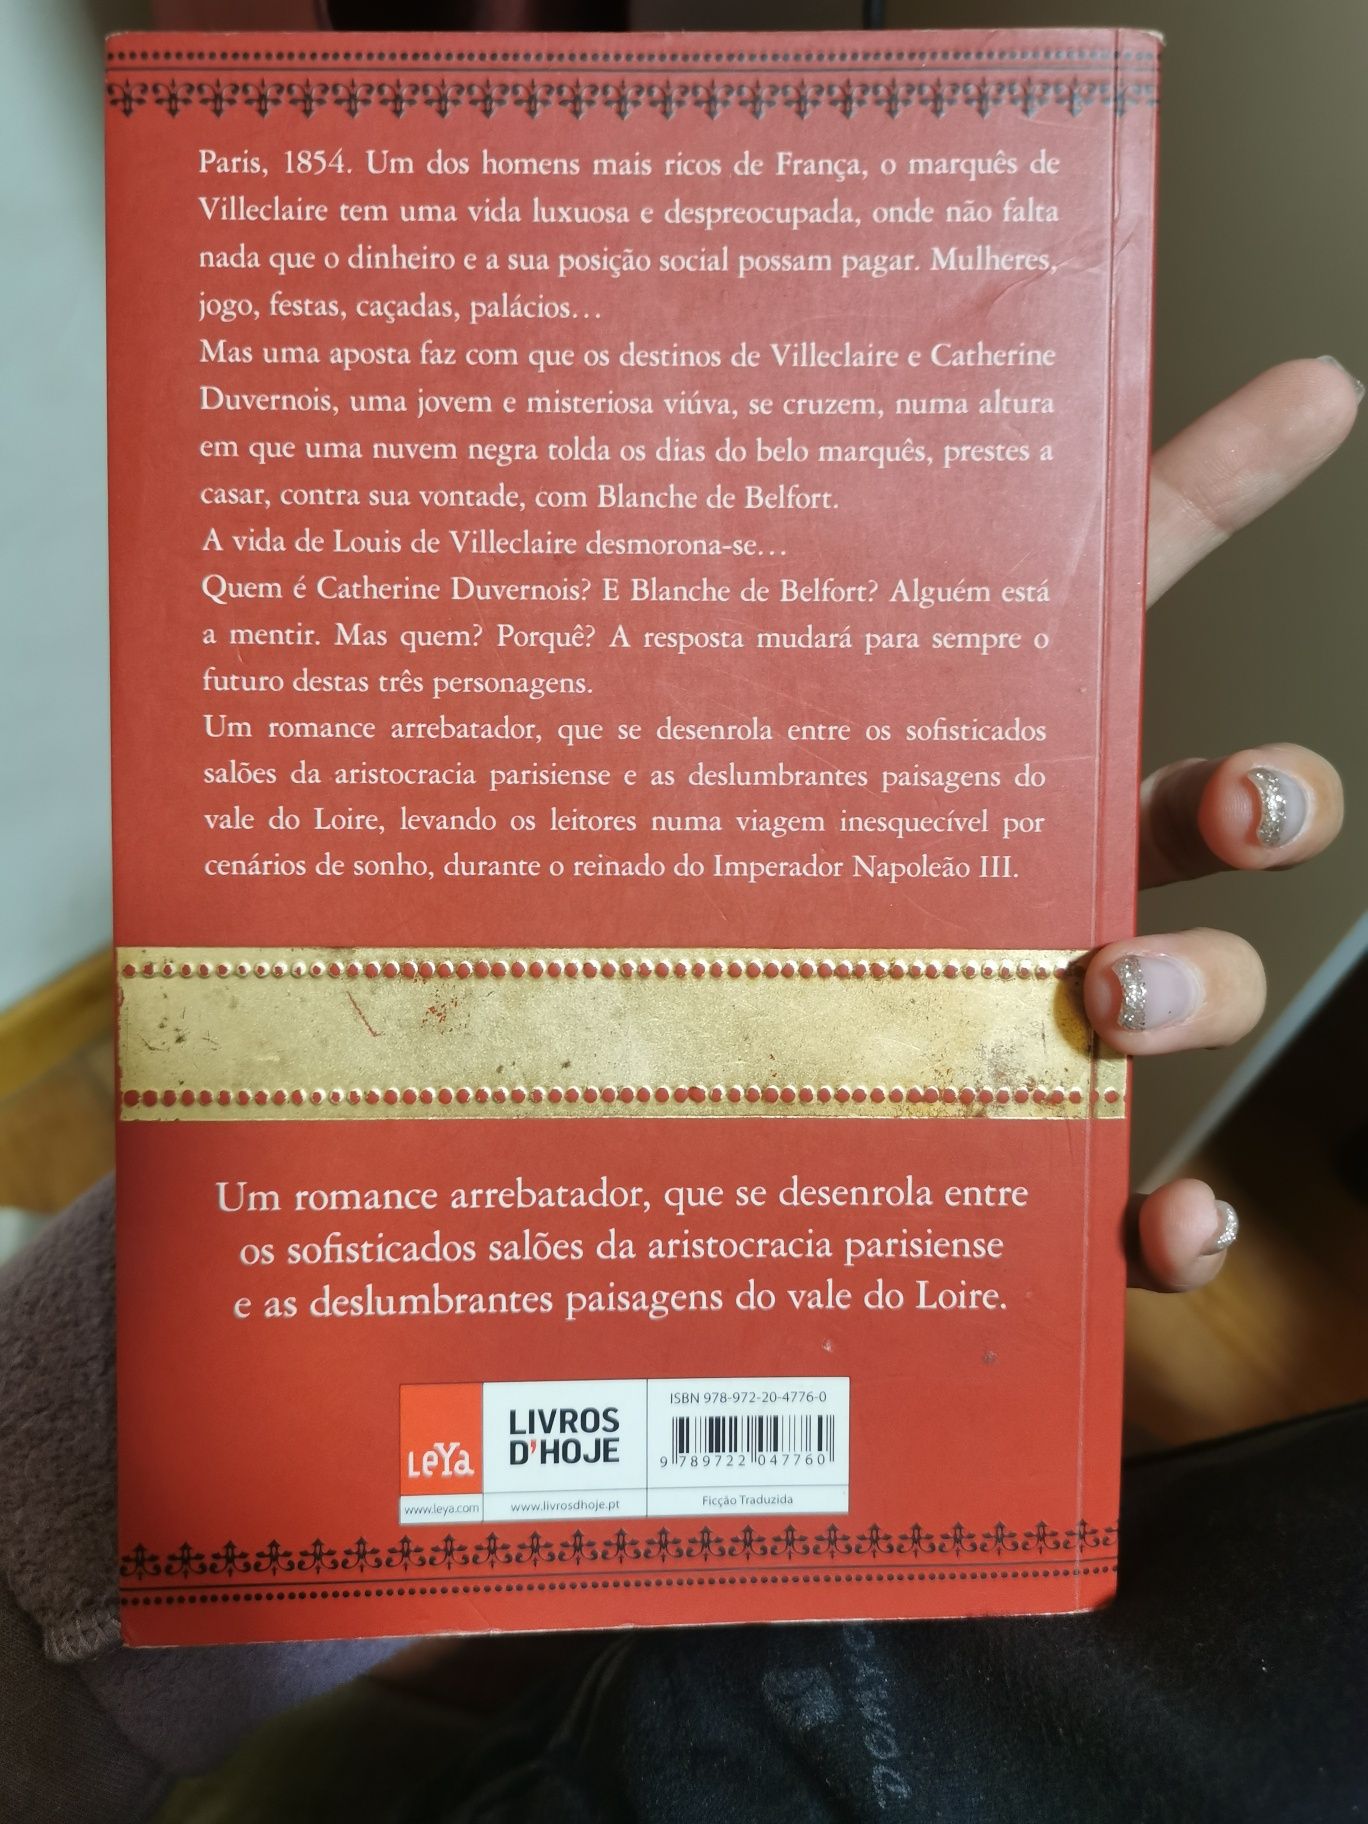 Paris, 1854. Um dos homens mais ricos de França, o marquês de
Villeclaire tem uma vida luxuosa e despreocupada, onde não falta
nada que o dinheiro e a sua posição social possam pagar. Mulheres,
jogo, festas, caçadas, palácios…
Mas uma aposta faz com que os destinos de Villeclaire e Catherine
Duvernois, uma jovem e misteriosa viúva, se cruzem, numa altura
em que uma nuvem negra tolda os dias do belo marquês, prestes a
casar, contra sua vontade, com Blanche de Belfort.
A vida de Louis de Villeclaire desmorona-se…
Quem é Catherine Duvernois? E Blanche de Belfort? Alguém está
a mentir. Mas quem? Porquê? A resposta mudará para sempre o
futuro destas três personagens.
Um romance arrebatador, que se desenrola entre os sofisticados
salões da aristocracia parisiense e as deslumbrantes paisagens do
vale do Loire, levando os leitores numa viagem inesquecível por
cenários de sonho, durante o reinado do Imperador Napoleão III.
Um romance arrebatador, que se desenrola entre
os sofisticados salões da aristocracia parisiense
e as deslumbrantes paisagens do vale do Loire.
LeYa
www.leya.com
LIVROS
D'HOJE
www.livrosdhoje.pt
ISBN 978-972-20-4776-0
9 789722 047760
Ficção Traduzida